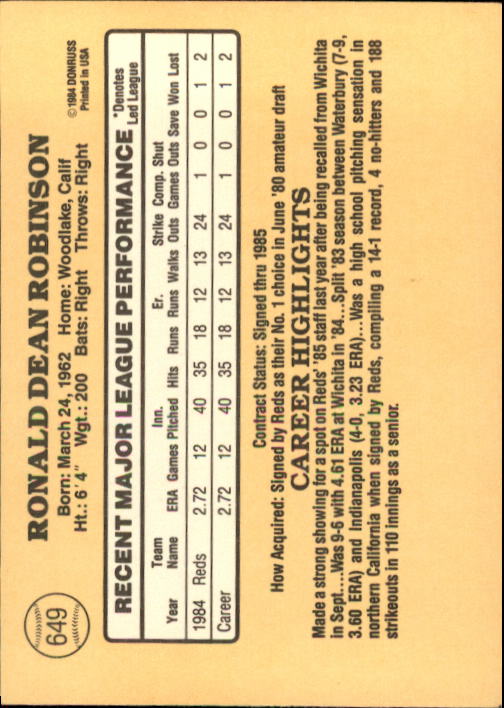 649
RONALD DEAN ROBINSON
Born: March 24, 1962 Home: Woodlake, Calif
Ht.: 6'4" Wgt.: 200 Bats: Right Throws: Right
© 1984 DONRUSS
Printed in USA
RECENT MAJOR LEAGUE PERFORMANCE *Denotes Led League
Year Team Name ERA Games Inn. Pitched Hits Runs Er. Runs Walks Strike Outs Comp. Games Shut Outs Save Won Lost
1984 Reds 2.72 12 40 35 18 12 13 24 1 0 0 1 2
Career 2.72 12 40 35 18 12 13 24 1 0 0 1 2
Contract Status: Signed thru 1985
How Acquired: Signed by Reds as their No. 1 choice in June '80 amateur draft
CAREER HIGHLIGHTS
Made a strong showing for a spot on Reds' '85 staff last year after being recalled from Wichita
in Sept....Was 9-6 with 4.61 ERA at Wichita in '84...Split '83 season between Waterbury (7-9,
3.60 ERA) and Indianapolis (4-0, 3.23 ERA)...Was a high school pitching sensation in
northern California when signed by Reds, compiling a 14-1 record, 4 no-hitters and 188
strikeouts in 110 innings as a senior.